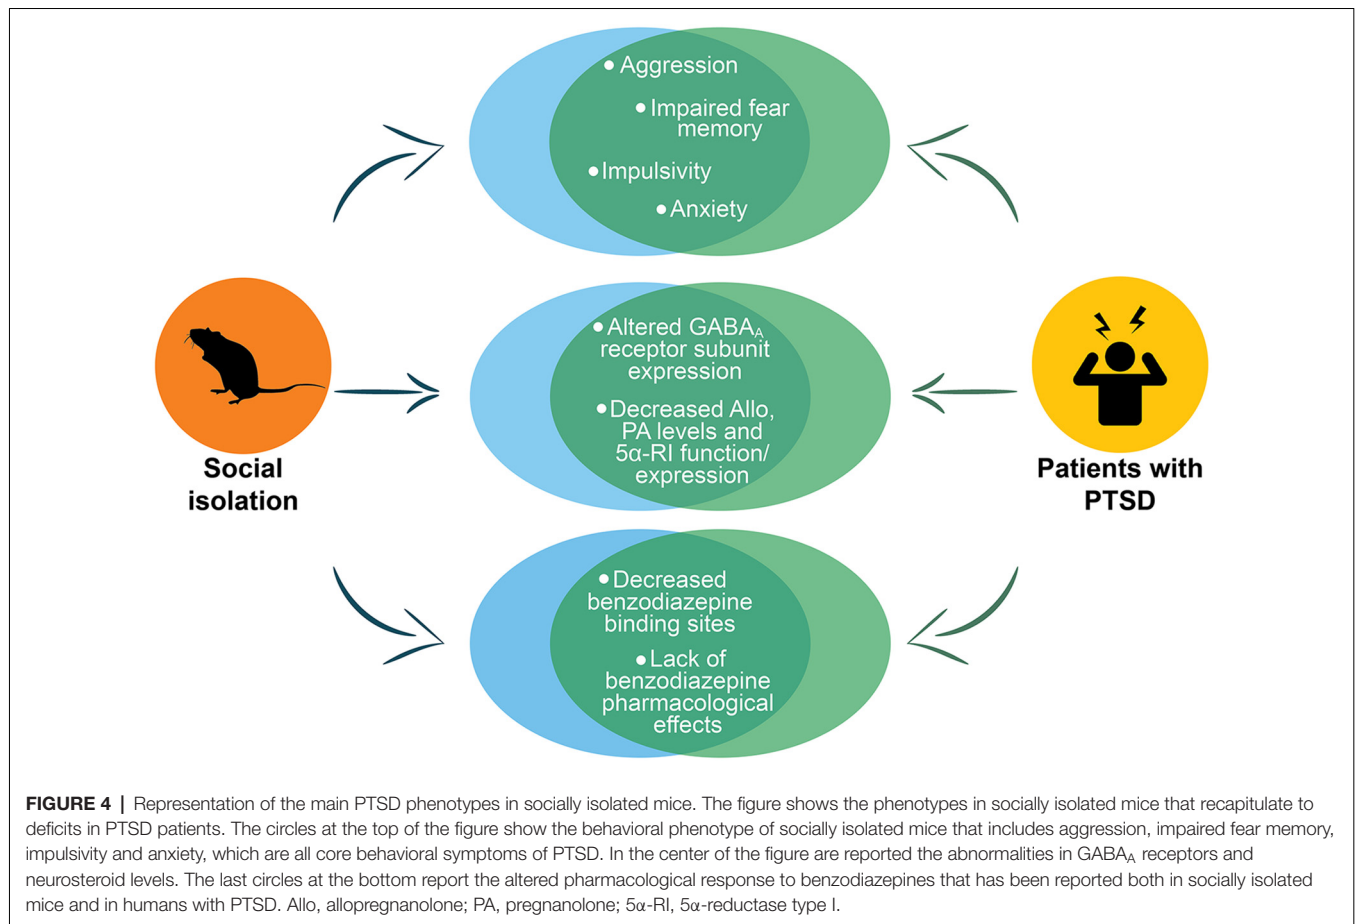 ● Aggression
● Impaired fear
memory
● Impulsivity
● Anxiety
● Altered GABA_A
receptor subunit
expression
● Decreased Allo,
PA levels and
5α-RI function/
expression
Social
isolation
Patients with
PTSD
● Decreased
benzodiazepine
binding sites
● Lack of
benzodiazepine
pharmacological
effects
FIGURE 4 | Representation of the main PTSD phenotypes in socially isolated mice. The figure shows the phenotypes in socially isolated mice that recapitulate to
deficits in PTSD patients. The circles at the top of the figure show the behavioral phenotype of socially isolated mice that includes aggression, impaired fear memory,
impulsivity and anxiety, which are all core behavioral symptoms of PTSD. In the center of the figure are reported the abnormalities in GABA_A receptors and
neurosteroid levels. The last circles at the bottom report the altered pharmacological response to benzodiazepines that has been reported both in socially isolated
mice and in humans with PTSD. Allo, allopregnanolone; PA, pregnanolone; 5α-RI, 5α-reductase type I.